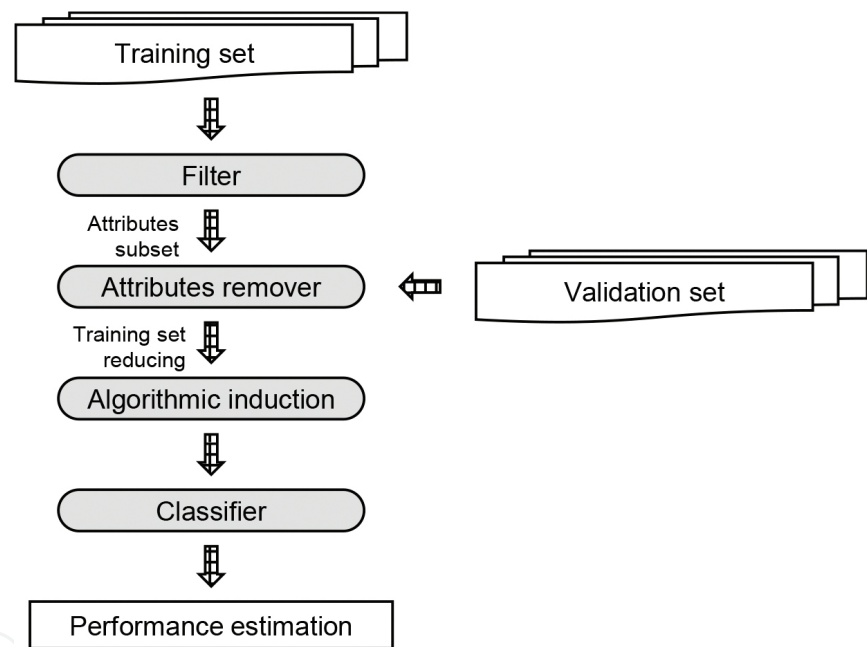 Training set
Filter
Attributes
subset
Attributes remover
Validation set
Training set
reducing
Algorithmic induction
Classifier
Performance estimation